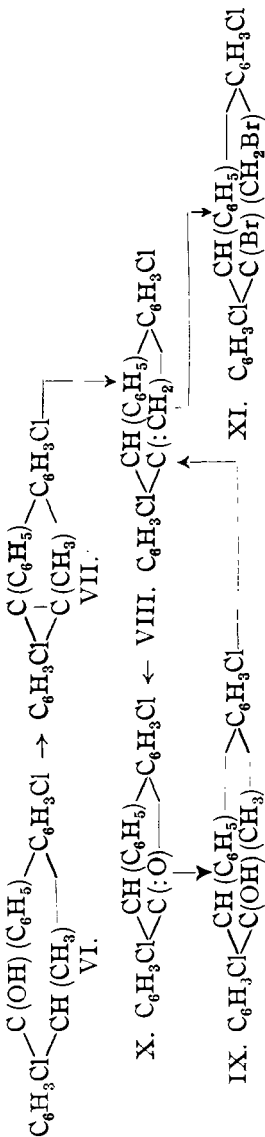 C(OH)(C₆H₅) C(C₆H₅)
C₆H₃Cl C₆H₃Cl → C₆H₃Cl C₆H₃Cl
CH(CH₃) C(CH₃)
VI. VII.
CH(C₆H₅) CH(C₆H₅)
X. C₆H₃Cl C₆H₃Cl ← VIII. C₆H₃Cl C₆H₃Cl
C(:O) C(:CH₂)
CH(C₆H₅) CH(C₆H₅)
IX. C₆H₃Cl C₆H₃Cl C₆H₃Cl C₆H₃Cl
C(OH)(CH₃) C(Br)(CH₂Br)
XI.